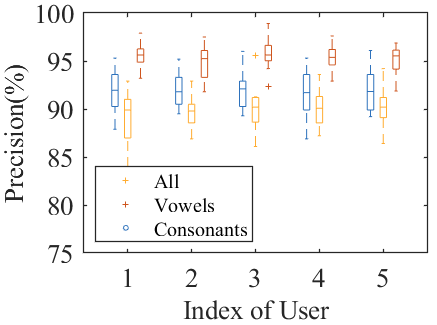 100
95
90
85
80
75
Precision(%)
All
Vowels
Consonants
1 2 3 4 5
Index of User